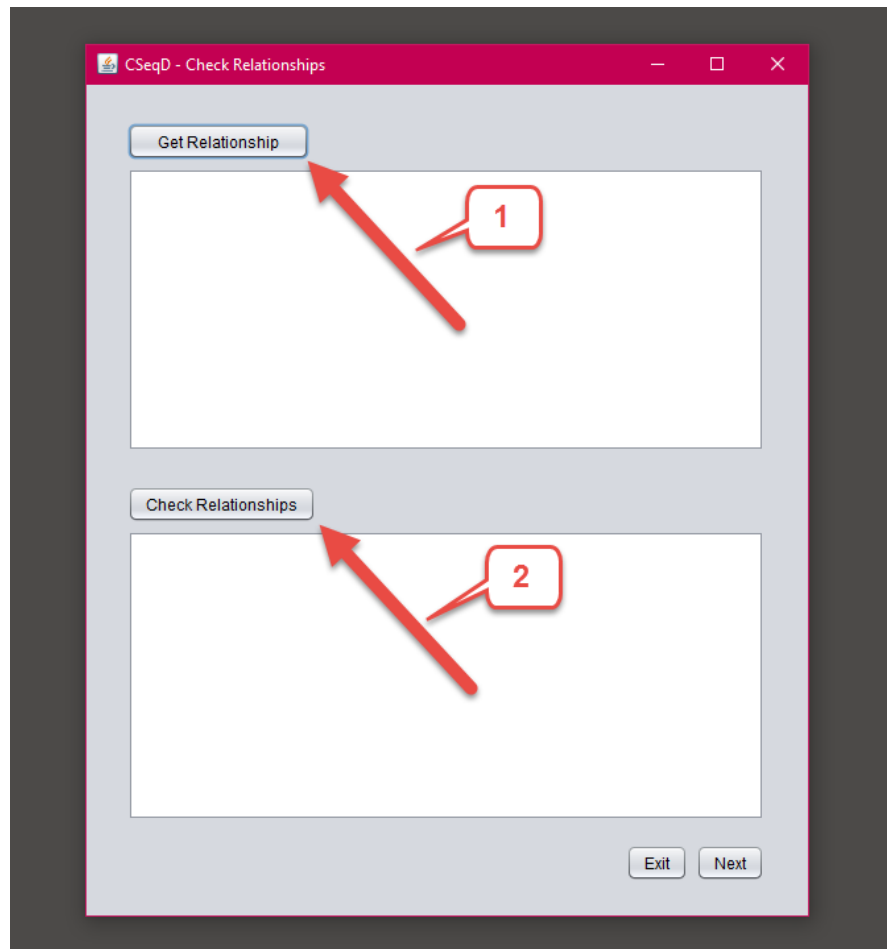 CSeqD - Check Relationships
Get Relationship
1
Check Relationships
2
Exit Next